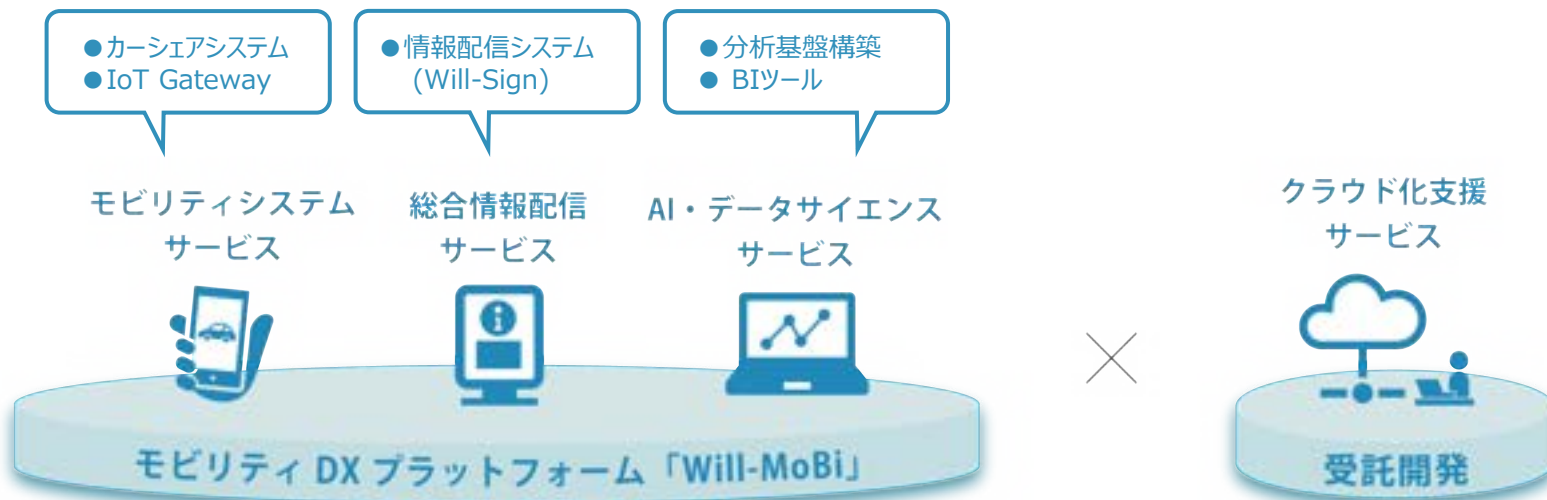 ●カーシェアシステム
●IoT Gateway
●情報配信システム
(Will-Sign)
●分析基盤構築
● BIツール
モビリティシステム
サービス
総合情報配信
サービス
AI・データサイエンス
サービス
クラウド化支援
サービス
×
モビリティ DX プラットフォーム「Will-MoBi」
受託開発